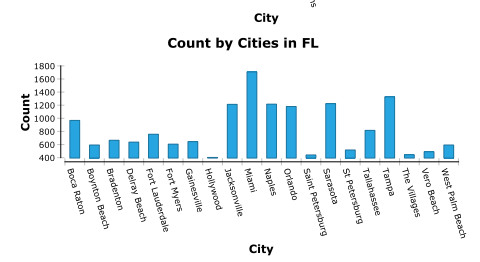 City
Count by Cities in FL
1800
1600
1400
1200
1000
800
600
400
Count
Boca Raton
Boynton Beach
Bradenton
Delray Beach
Fort Lauderdale
Fort Myers
Gainesville
Hollywood
Jacksonville
Miami
Naples
Orlando
Saint Petersburg
Sarasota
St Petersburg
Tallahassee
Tampa
The Villages
Vero Beach
West Palm Beach
City